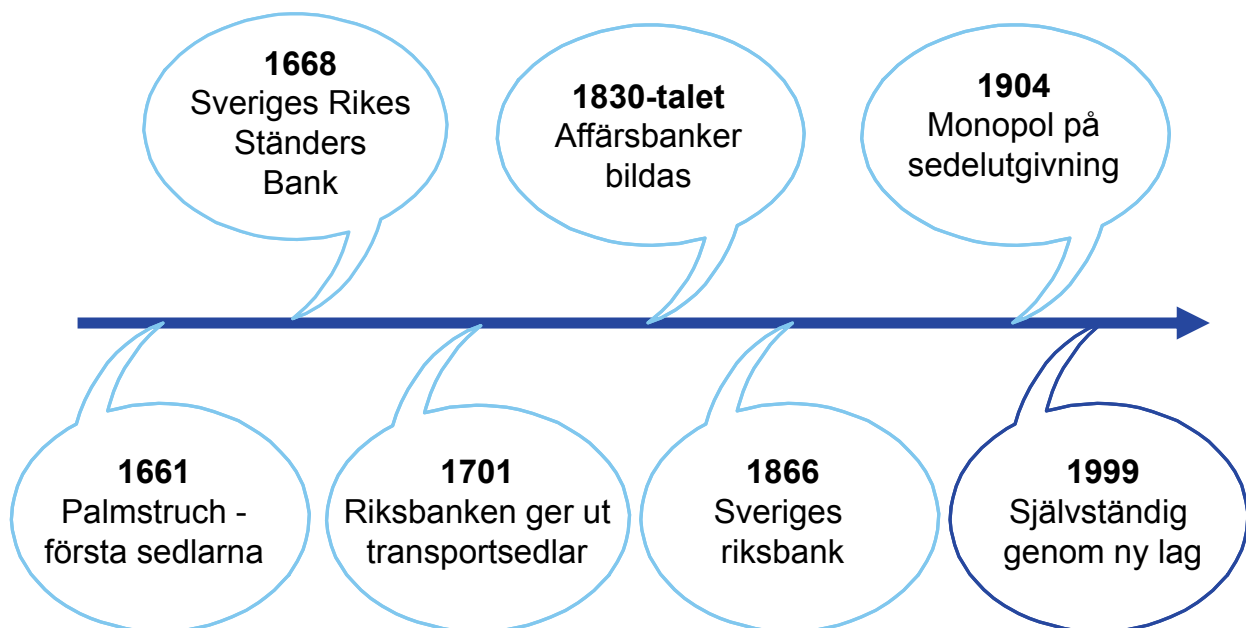 1668
Sveriges Rikes
Ständers
Bank
1830-talet
Affärsbanker
bildas
1904
Monopol på
sedelutgivning
1661
Palmstruch -
första sedlarna
1701
Riksbanken ger ut
transportsedlar
1866
Sveriges
riksbank
1999
Självständig
genom ny lag